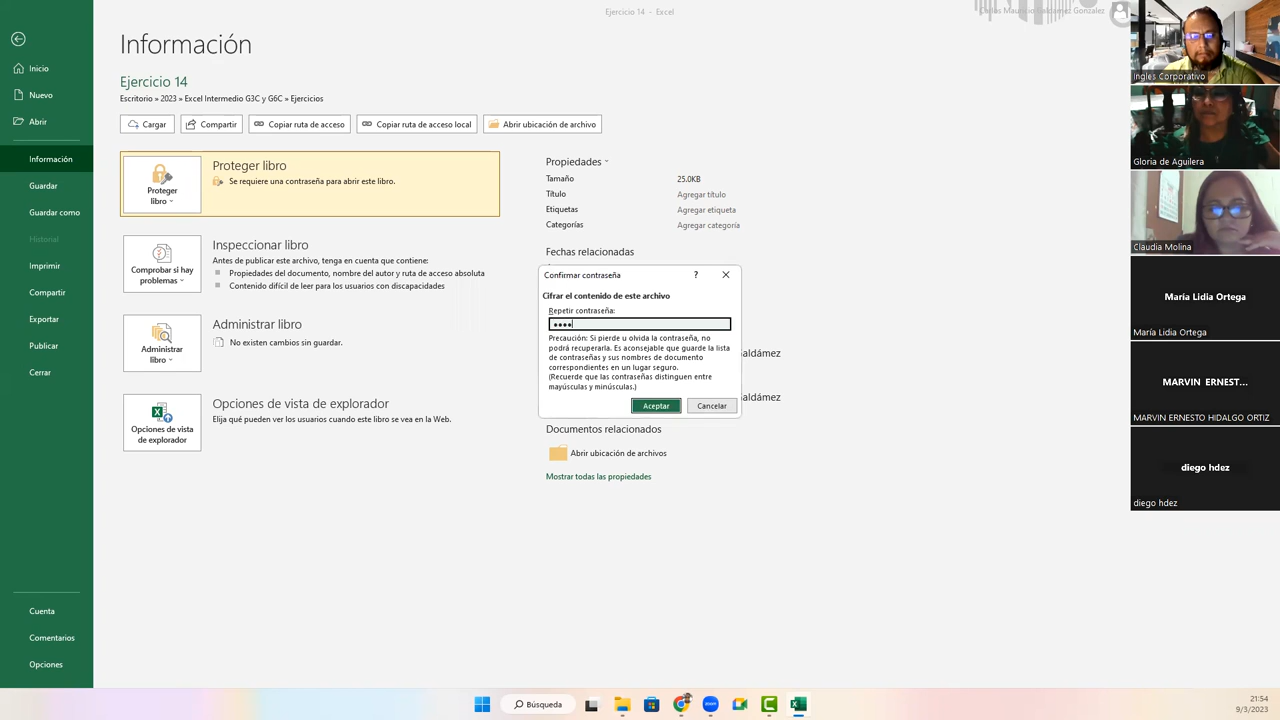 Ejercicio 14 - Excel
Carlos Mauricio Galdámez González
Información
Inicio
Nuevo
Abrir
Información
Guardar
Guardar como
Historial
Imprimir
Compartir
Exportar
Publicar
Cerrar
Cuenta
Comentarios
Opciones
Ejercicio 14
Escritorio » 2023 » Excel Intermedio G3C y G6C » Ejercicios
Cargar
Compartir
Copiar ruta de acceso
Copiar ruta de acceso local
Abrir ubicación de archivo
Proteger libro
Proteger libro
Se requiere una contraseña para abrir este libro.
Comprobar si hay problemas
Inspeccionar libro
Antes de publicar este archivo, tenga en cuenta que contiene:
Propiedades del documento, nombre del autor y ruta de acceso absoluta
Contenido difícil de leer para los usuarios con discapacidades
Administrar libro
Administrar libro
No existen cambios sin guardar.
Opciones de vista de explorador
Opciones de vista de explorador
Elija qué pueden ver los usuarios cuando este libro se vea en la Web.
Propiedades
Tamaño 25.0KB
Título Agregar título
Etiquetas Agregar etiqueta
Categorías Agregar categoría
Fechas relacionadas
Confirmar contraseña ?
Cifrar el contenido de este archivo
Repetir contraseña:
••••
Precaución: Si pierde u olvida la contraseña, no
podrá recuperarla. Es aconsejable que guarde la lista
de contraseñas y sus nombres de documento
correspondientes en un lugar seguro.
(Recuerde que las contraseñas distinguen entre
mayúsculas y minúsculas.)
Aceptar Cancelar
aldámez
aldámez
Documentos relacionados
Abrir ubicación de archivos
Mostrar todas las propiedades
Ingles Corporativo
Gloria de Aguilera
Claudia Molina
María Lidia Ortega
María Lidia Ortega
MARVIN ERNEST...
MARVIN ERNESTO HIDALGO ORTIZ
diego hdez
diego hdez
Búsqueda
zoom
21:54
9/3/2023